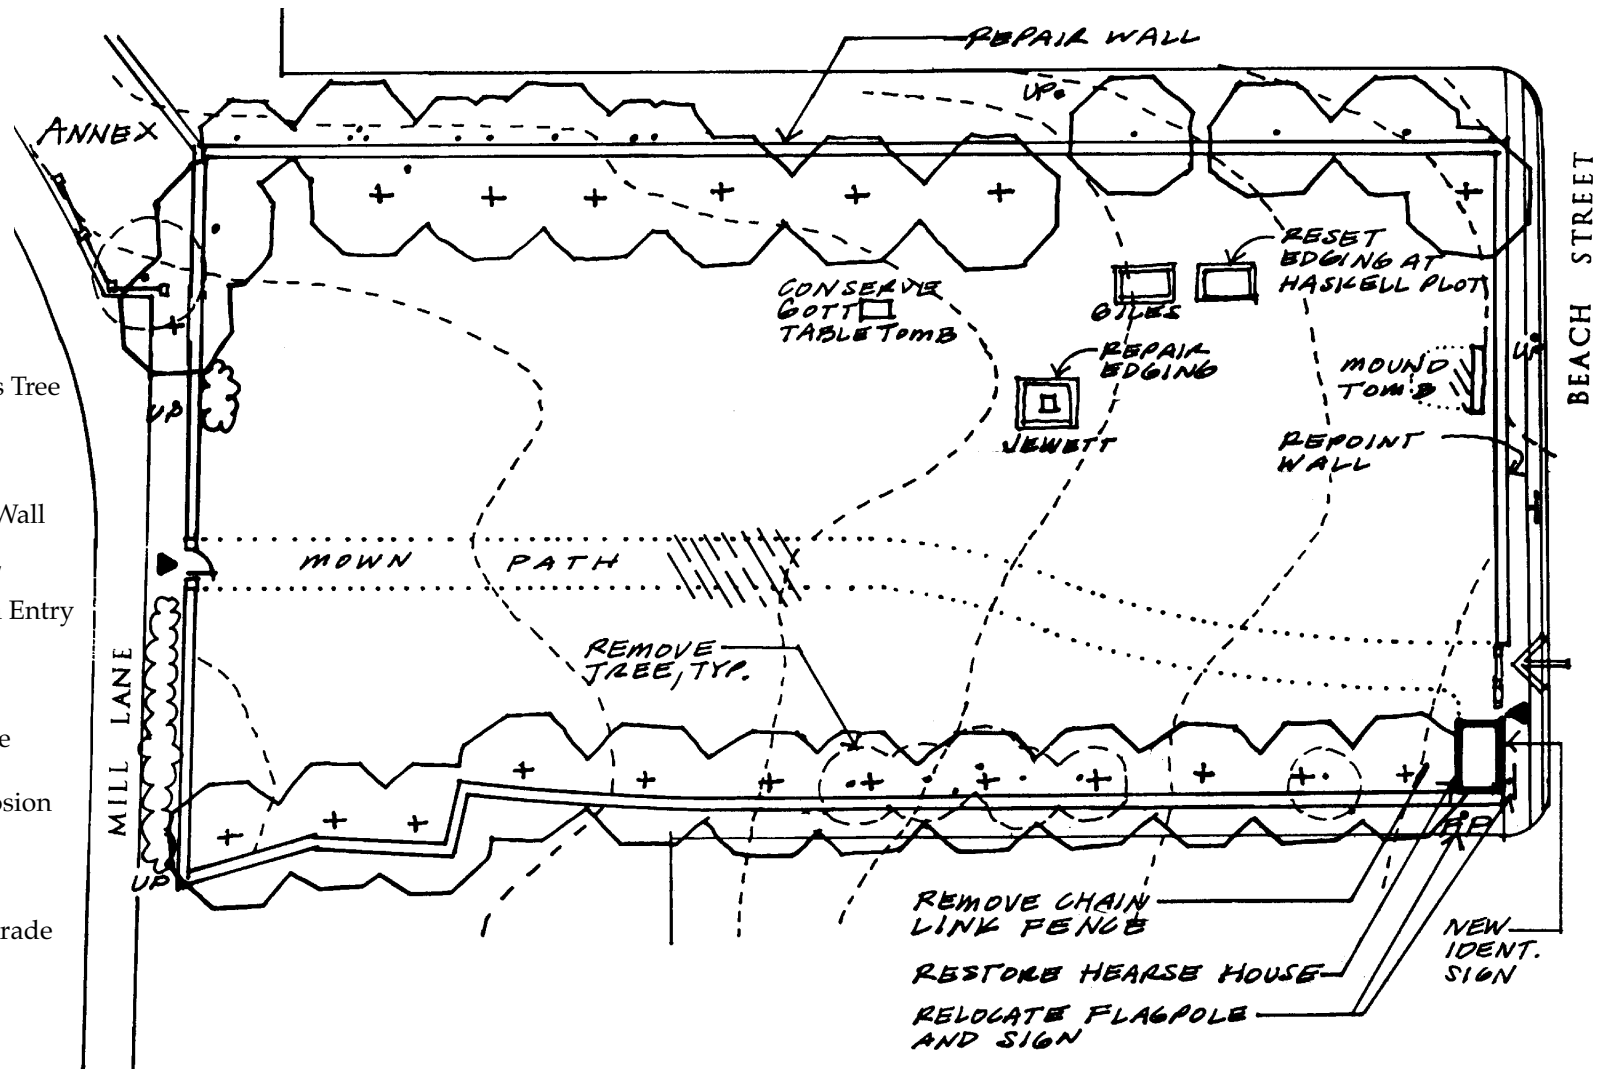 REPAIR WALL
UP
ANNEX
RESET
EDGING AT
HASKELL PLOT
CONSERVE
GOTT
TABLE TOMB
GILES
REPAIR
EDGING
JEWETT
MOUND
TOMB
UP
BEACH STREET
s Tree
UP
REPOINT
WALL
Wall
MOWN PATH
Entry
REMOVE
TREE, TYP.
MILL LANE
e
osion
UP
FP
REMOVE CHAIN
LINK FENCE
NEW
IDENT.
SIGN
rade
RESTORE HEARSE HOUSE
RELOCATE FLAGPOLE
AND SIGN